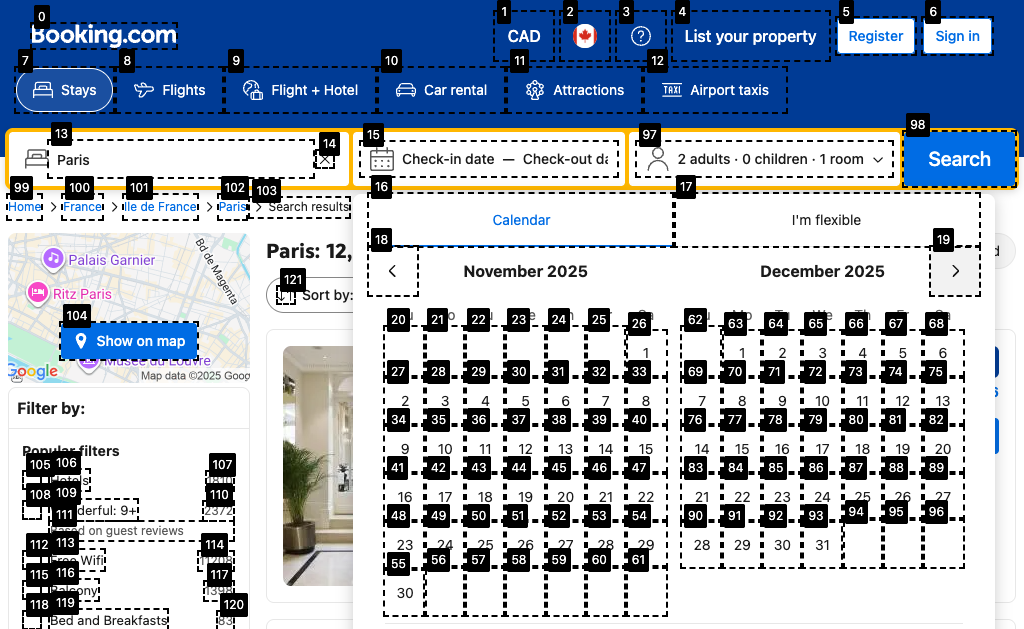 Booking.com
CAD
List your property
Register
Sign in
Stays
Flights
Flight + Hotel
Car rental
Attractions
Airport taxis
Paris
Check-in date — Check-out da
2 adults · 0 children · 1 room
Search
Home > France > Ile de France > Paris > Search results
Calendar
I'm flexible
Paris: 12,
Sort by:
November 2025
December 2025
1
2 3 4 5 6 7 8
9 10 11 12 13 14 15
16 17 18 19 20 21 22
23 24 25 26 27 28 29
30
1 2 3 4 5 6
7 8 9 10 11 12 13
14 15 16 17 18 19 20
21 22 23 24 25 26 27
28 29 30 31
Palais Garnier
Bd de Magenta
Ritz Paris
Show on map
Musée du Louvre
Google
Map data ©2025 Goog
Filter by:
Popular filters
Hotels
derful: 9+
2372
Based on guest reviews
Free Wifi
Balcony
Bed and Breakfasts
83
0
1
2
3
4
5
6
7
8
9
10
11
12
13
14
15
16
17
18
19
20
21
22
23
24
25
26
27
28
29
30
31
32
33
34
35
36
37
38
39
40
41
42
43
44
45
46
47
48
49
50
51
52
53
54
55
56
57
58
59
60
61
62
63
64
65
66
67
68
69
70
71
72
73
74
75
76
77
78
79
80
81
82
83
84
85
86
87
88
89
90
91
92
93
94
95
96
97
98
99
100
101
102
103
104
105
106
107
108
109
110
111
112
113
114
115
116
117
118
119
120
121